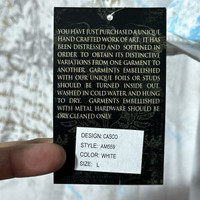 YOU HAVE JUST PURCHASED A UNIQUE
HAND CRAFTED WORK OF ART. IT HAS
BEEN DISTRESSED AND SOFTENED IN
ORDER TO OBTAIN ITS DISTINCTIVE
VARIATIONS FROM ONE GARMENT TO
ANOTHER. GARMENTS EMBELLISHED
WITH OUR UNIQUE FOILS OR STUDS
SHOULD BE TURNED INSIDE OUT,
WASHED IN COLD WATER AND HUNG
TO DRY. GARMENTS EMBELLISHED
WITH METAL HARDWARE SHOULD BE
DRY CLEANED ONLY.
DESIGN: CASCO
STYLE: AM559
COLOR: WHITE
SIZE: L